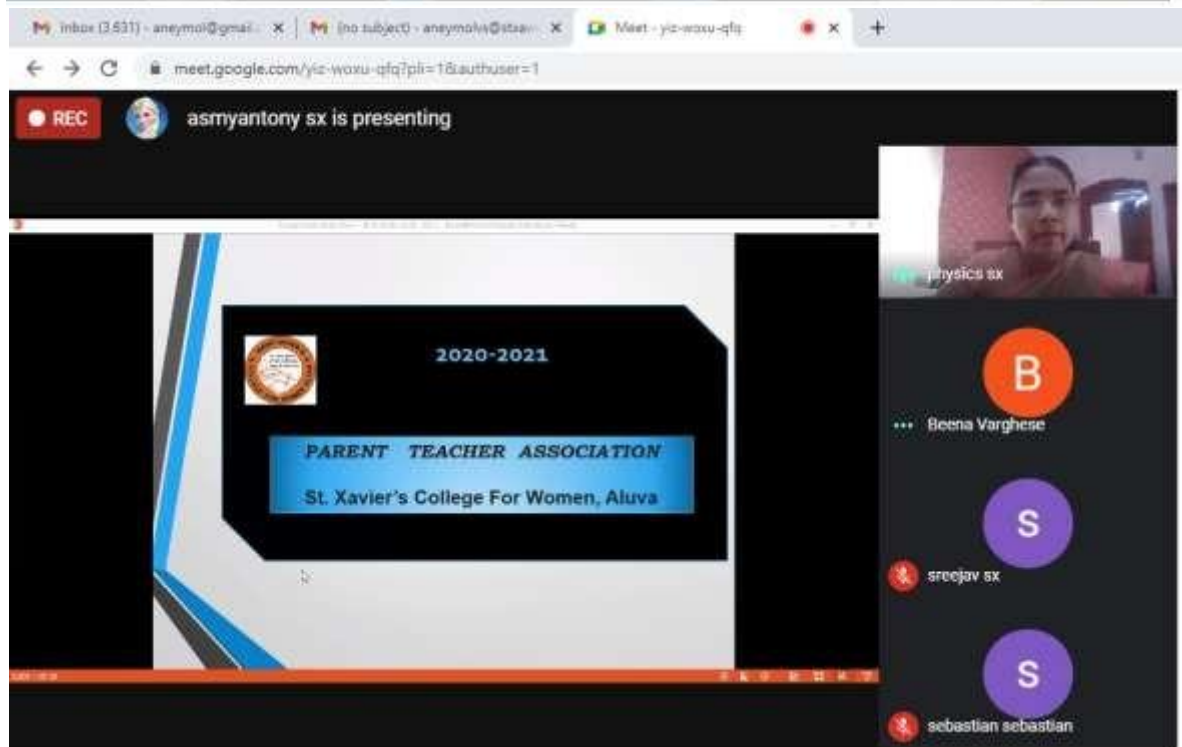 Inbox (3,631) - aneymol@gmail.
(no subject) - aneymolvs@stxav
Meet - yiz-woxu-qfq
meet.google.com/yiz-woxu-qfq?pli=1&authuser=1
REC
asmyantony sx is presenting
physics sx
2020-2021
PARENT TEACHER ASSOCIATION
St. Xavier's College For Women, Aluva
B
Beena Varghese
S
sreejav sx
S
sebastian sebastian